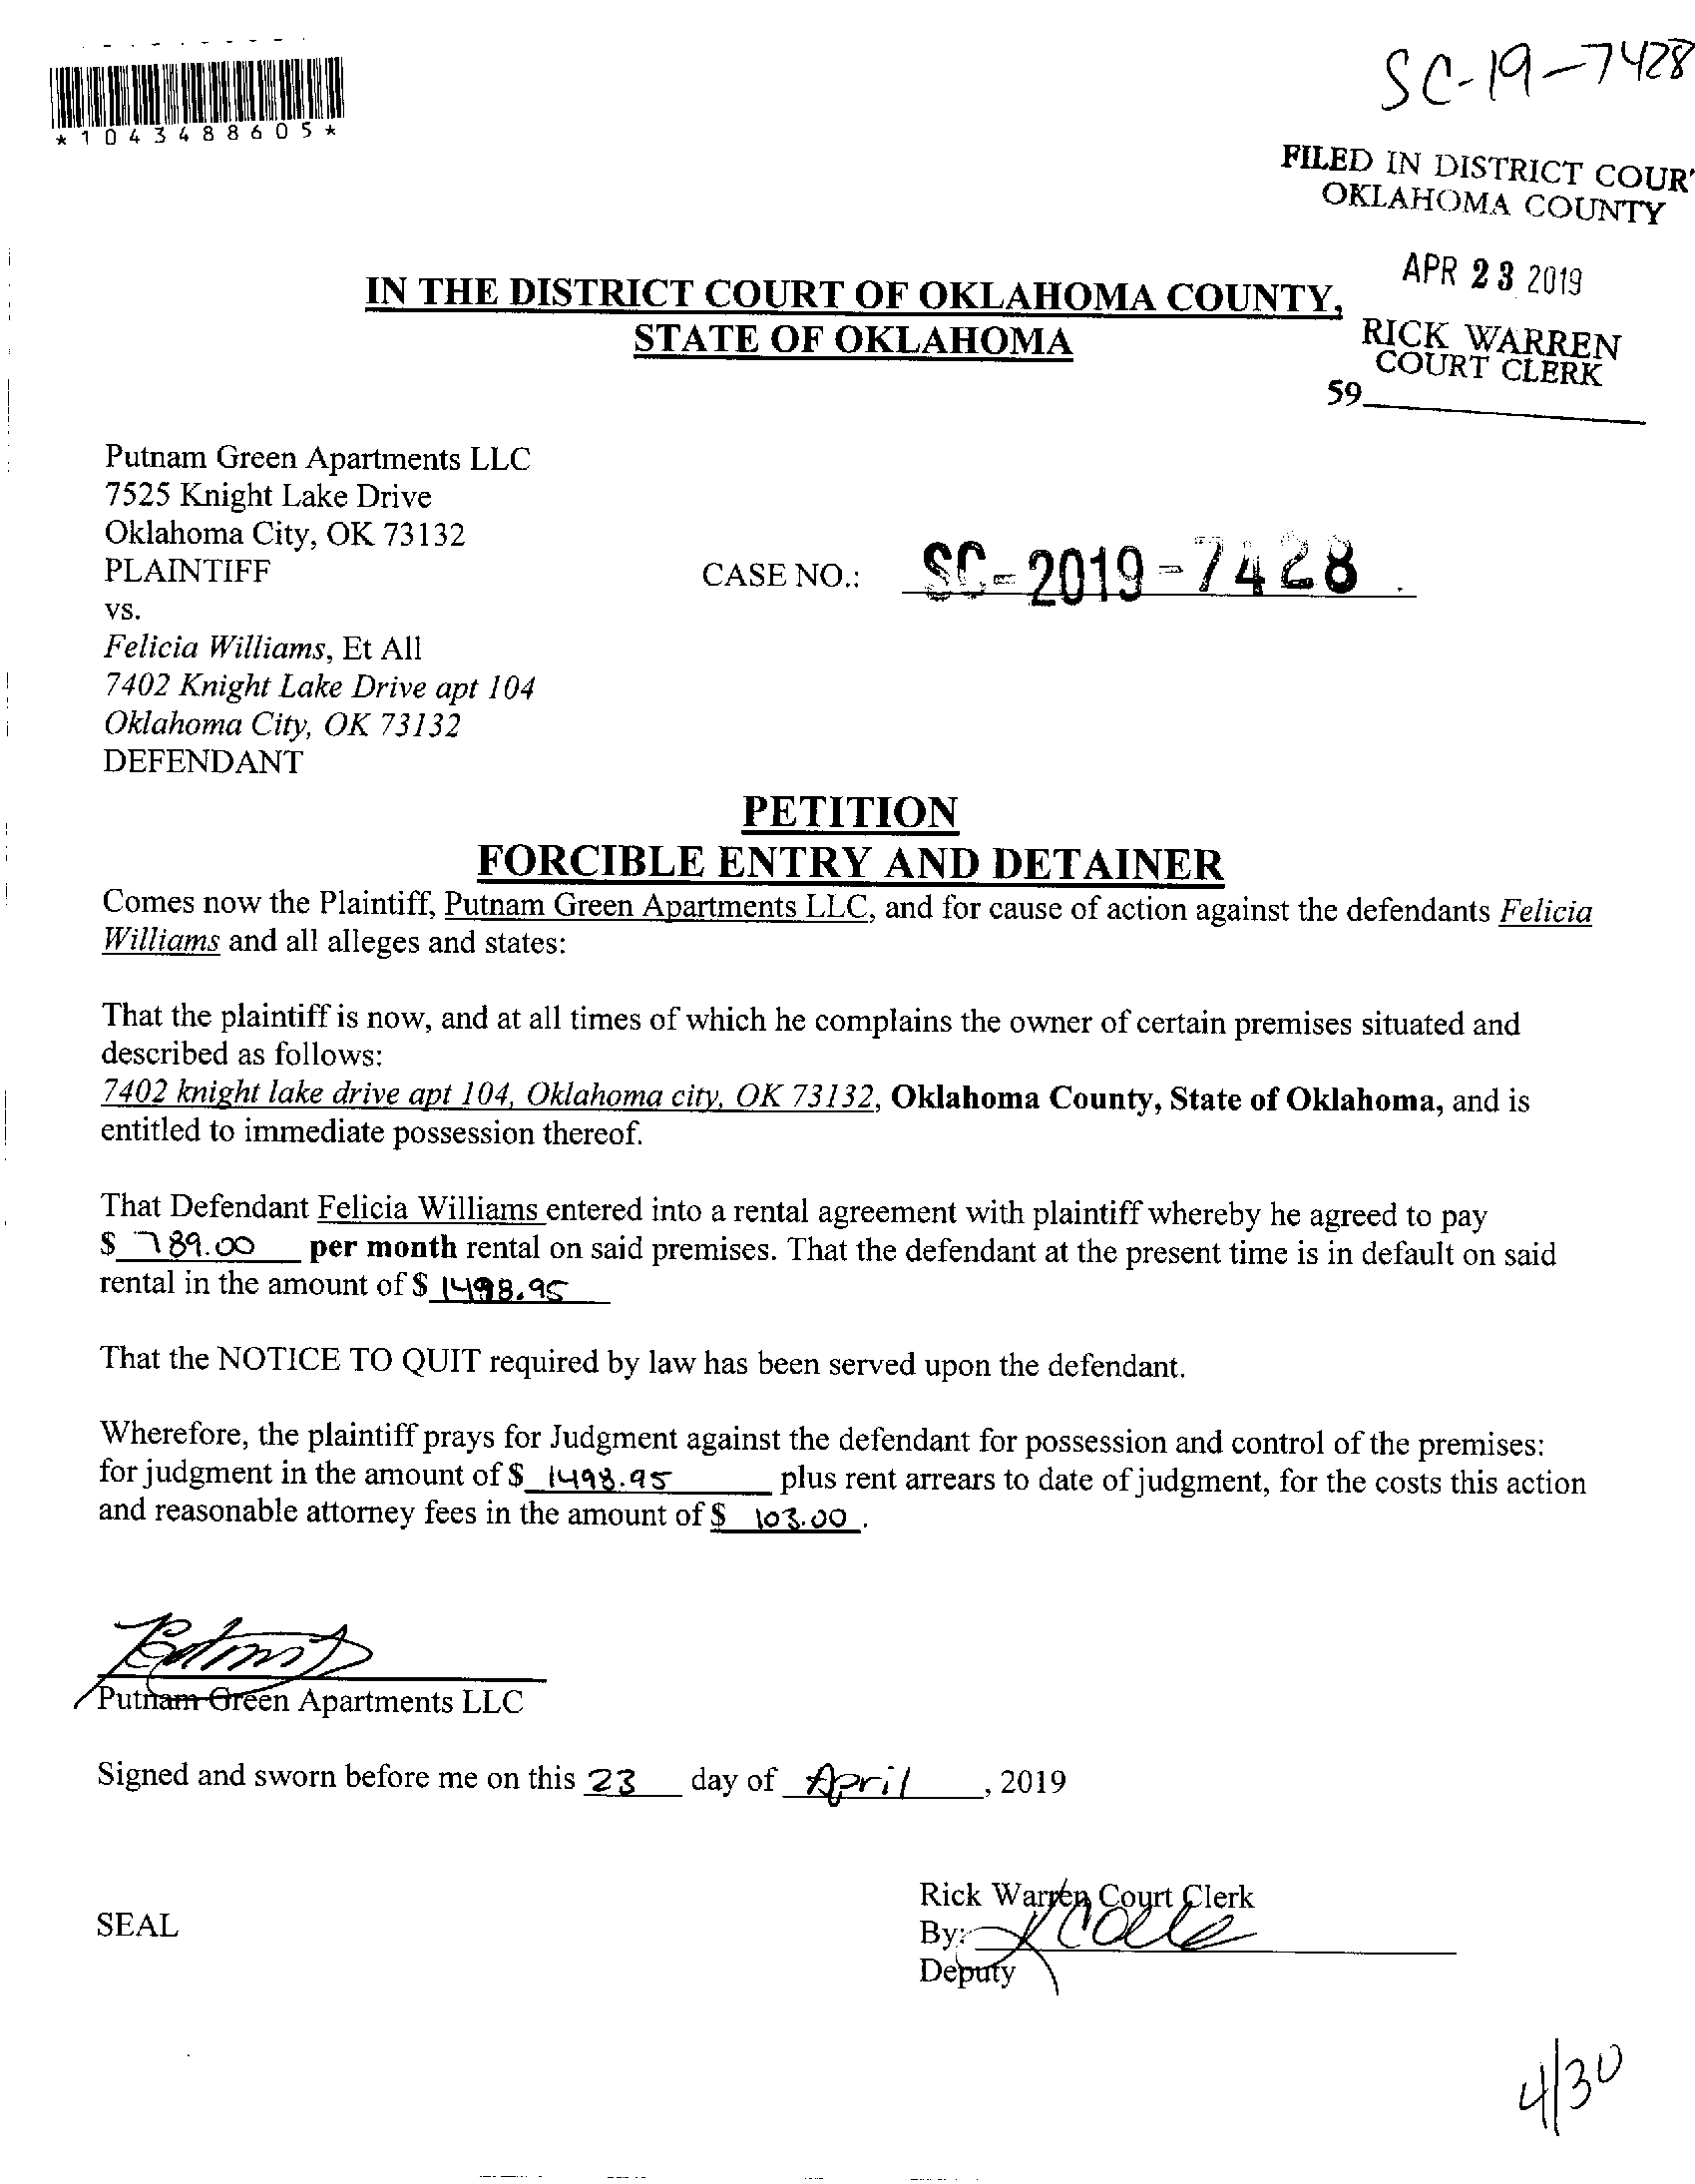 SC-19-7428
*1043488605*
FILED IN DISTRICT COUR
OKLAHOMA COUNTY
APR 23 2019
RICK WARREN
COURT CLERK
59
IN THE DISTRICT COURT OF OKLAHOMA COUNTY,
STATE OF OKLAHOMA
Putnam Green Apartments LLC
7525 Knight Lake Drive
Oklahoma City, OK 73132
PLAINTIFF
CASE NO.: SC-2019-7428.
vs.
Felicia Williams, Et All
7402 Knight Lake Drive apt 104
Oklahoma City, OK 73132
DEFENDANT
PETITION
FORCIBLE ENTRY AND DETAINER
Comes now the Plaintiff, Putnam Green Apartments LLC, and for cause of action against the defendants Felicia
Williams and all alleges and states:
That the plaintiff is now, and at all times of which he complains the owner of certain premises situated and
described as follows:
7402 knight lake drive apt 104, Oklahoma city, OK 73132, Oklahoma County, State of Oklahoma, and is
entitled to immediate possession thereof.
That Defendant Felicia Williams entered into a rental agreement with plaintiff whereby he agreed to pay
$ 789.00 per month rental on said premises. That the defendant at the present time is in default on said
rental in the amount of $ 1498.95
That the NOTICE TO QUIT required by law has been served upon the defendant.
Wherefore, the plaintiff prays for Judgment against the defendant for possession and control of the premises:
for judgment in the amount of $ 1498.95 plus rent arrears to date of judgment, for the costs this action
and reasonable attorney fees in the amount of $ 103.00.
Putnam Green Apartments LLC
Signed and sworn before me on this 23 day of April, 2019
Rick Warren Court Clerk
SEAL
By:
Deputy
4/30